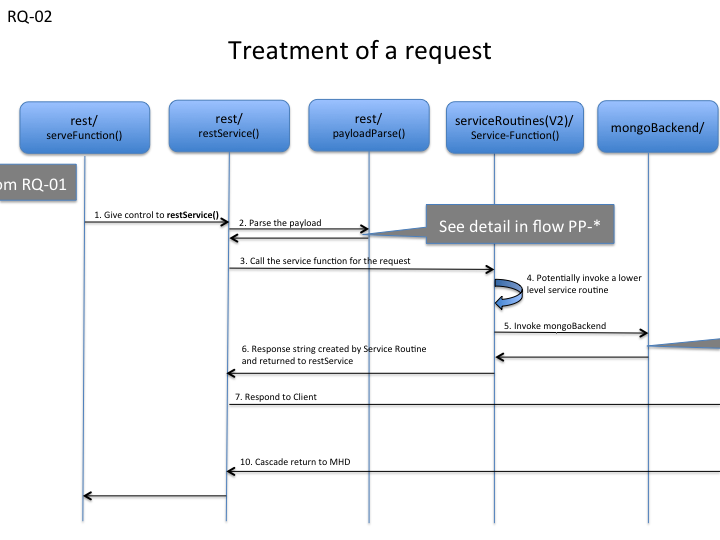 RQ-02
Treatment of a request
rest/
serveFunction()
rest/
restService()
rest/
payloadParse()
serviceRoutines(V2)/
Service-Function()
mongoBackend/
om RQ-01
1. Give control to restService()
2. Parse the payload
See detail in flow PP-*
3. Call the service function for the request
4. Potentially invoke a lower
level service routine
5. Invoke mongoBackend
6. Response string created by Service Routine
and returned to restService
7. Respond to Client
10. Cascade return to MHD